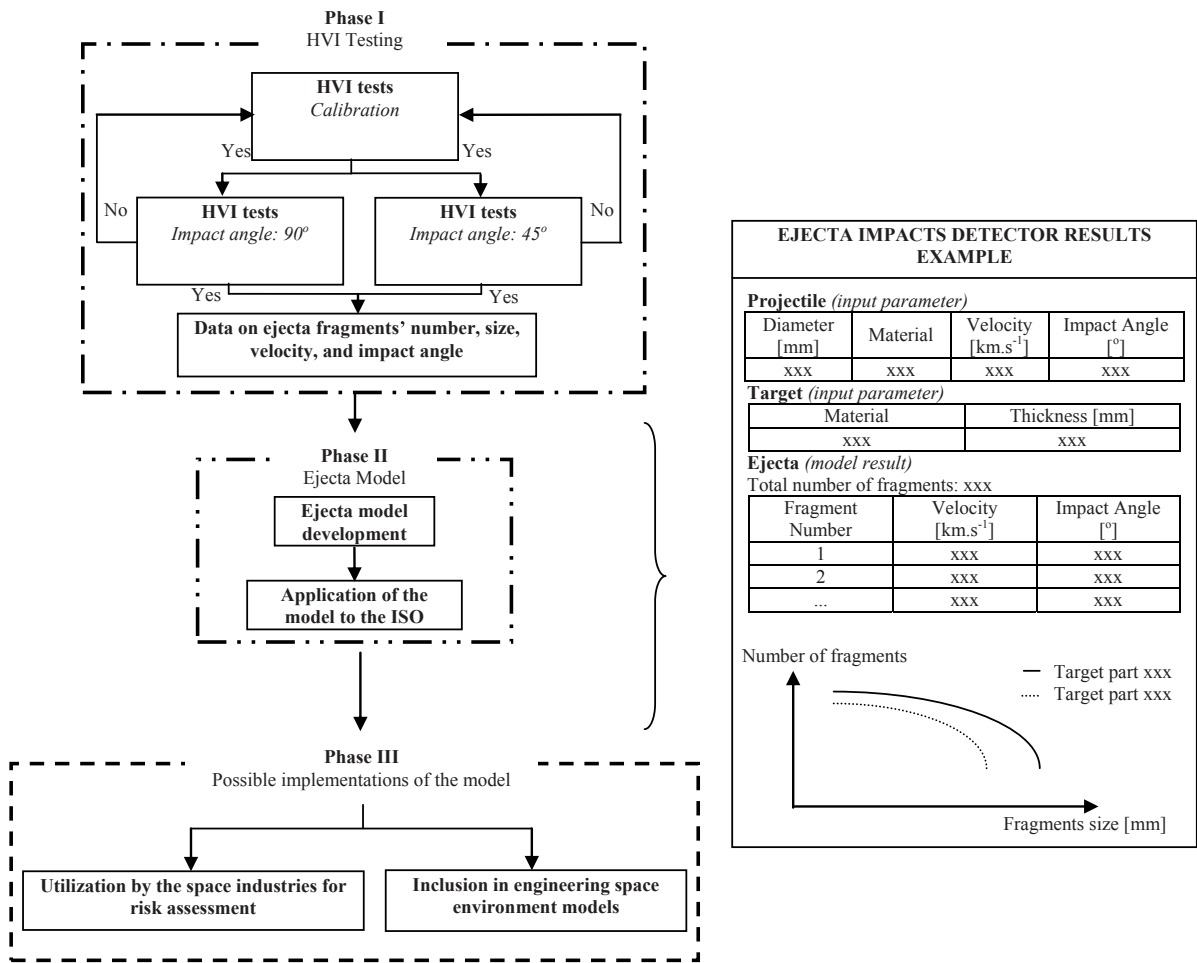 Phase I
HVI Testing
HVI tests
Calibration
Yes
Yes
No
HVI tests
Impact angle: 90°
HVI tests
Impact angle: 45°
No
Yes
Yes
Data on ejecta fragments' number, size,
velocity, and impact angle
Phase II
Ejecta Model
Ejecta model
development
Application of the
model to the ISO
Phase III
Possible implementations of the model
Utilization by the space industries for
risk assessment
Inclusion in engineering space
environment models
EJECTA IMPACTS DETECTOR RESULTS
EXAMPLE
Projectile (input parameter)
Diameter [mm] Material Velocity [km.s⁻¹] Impact Angle [°]
xxx xxx xxx xxx
Target (input parameter)
Material Thickness [mm]
xxx xxx
Ejecta (model result)
Total number of fragments: xxx
Fragment Number Velocity [km.s⁻¹] Impact Angle [°]
1 xxx xxx
2 xxx xxx
... xxx xxx
Number of fragments
Target part xxx
Target part xxx
Fragments size [mm]